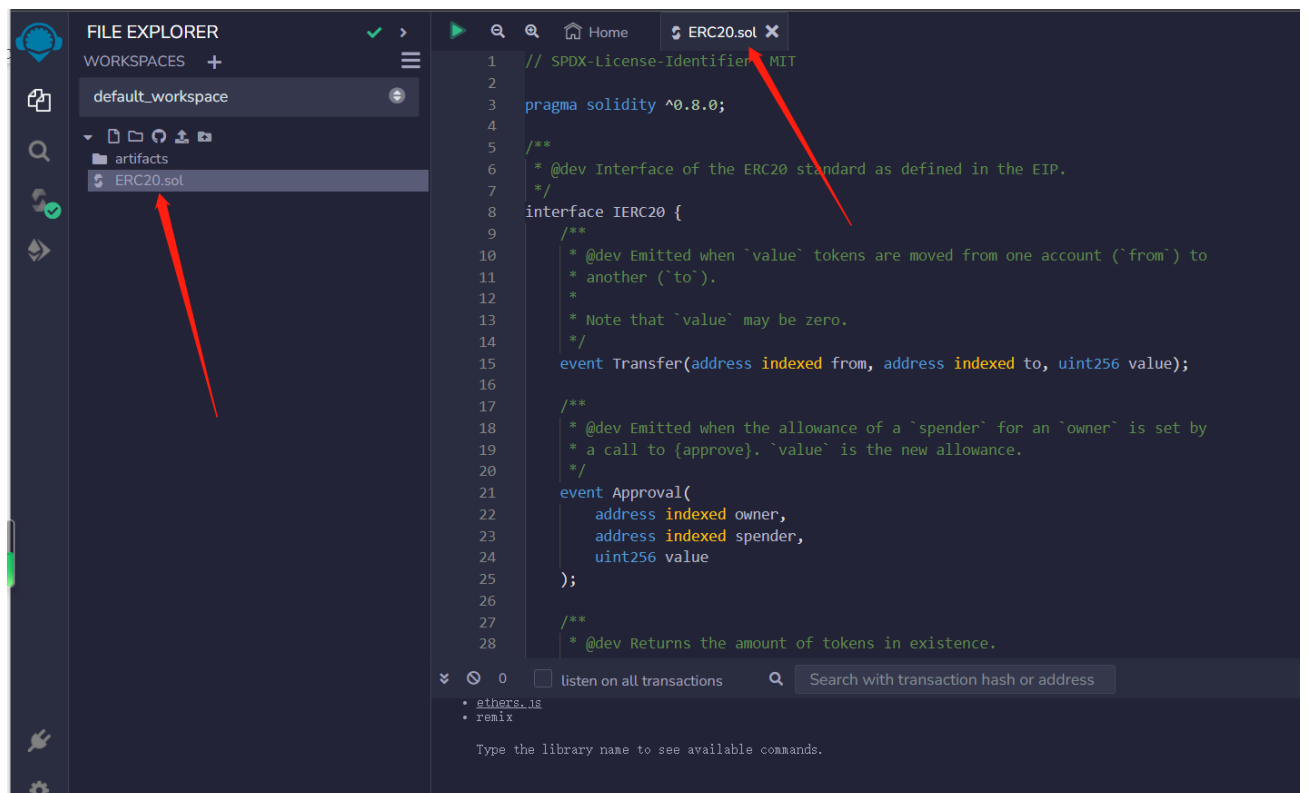 FILE EXPLORER
WORKSPACES +
default_workspace
artifacts
ERC20.sol
Home
ERC20.sol
1 // SPDX-License-Identifier MIT
2
3 pragma solidity ^0.8.0;
4
5 /**
6 * @dev Interface of the ERC20 standard as defined in the EIP.
7 */
8 interface IERC20 {
9 /**
10 * @dev Emitted when `value` tokens are moved from one account (`from`) to
11 * another (`to`).
12 *
13 * Note that `value` may be zero.
14 */
15 event Transfer(address indexed from, address indexed to, uint256 value);
16
17 /**
18 * @dev Emitted when the allowance of a `spender` for an `owner` is set by
19 * a call to {approve}. `value` is the new allowance.
20 */
21 event Approval(
22 address indexed owner,
23 address indexed spender,
24 uint256 value
25 );
26
27 /**
28 * @dev Returns the amount of tokens in existence.
0 listen on all transactions Search with transaction hash or address
• ethers.js
• remix
Type the library name to see available commands.